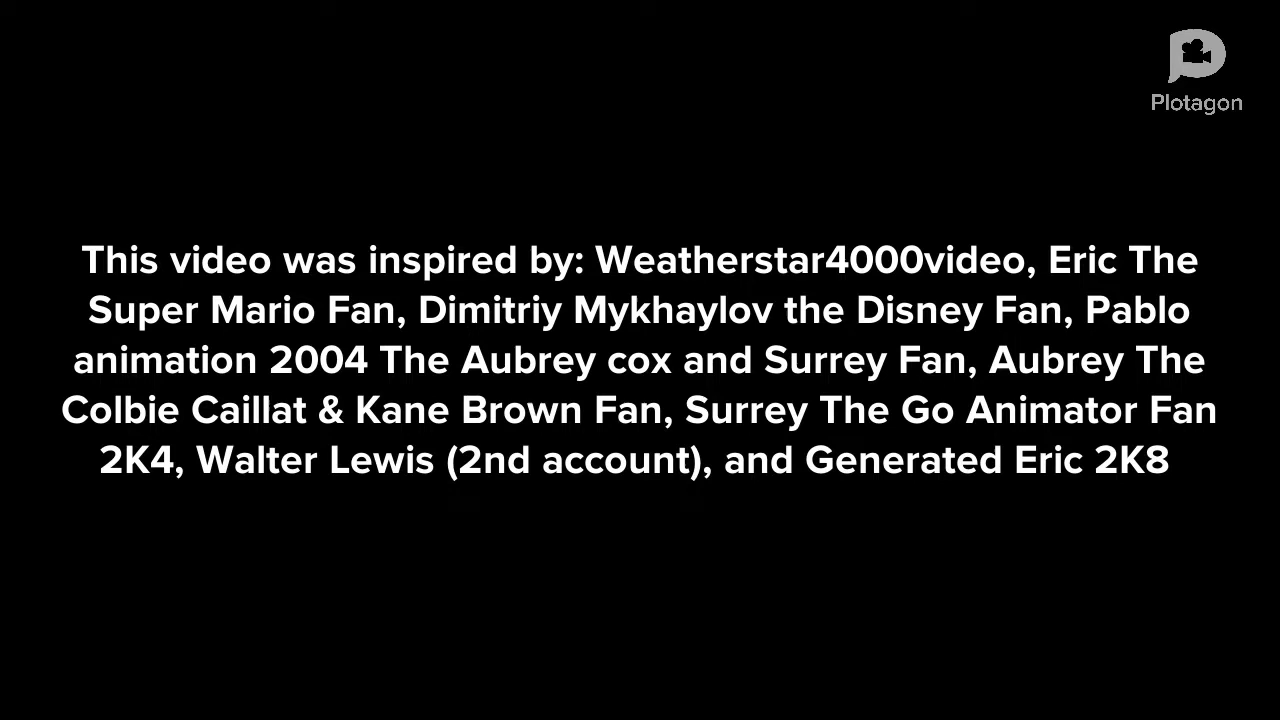 Plotagon
This video was inspired by: Weatherstar4000video, Eric The
Super Mario Fan, Dimitriy Mykhaylov the Disney Fan, Pablo
animation 2004 The Aubrey cox and Surrey Fan, Aubrey The
Colbie Caillat & Kane Brown Fan, Surrey The Go Animator Fan
2K4, Walter Lewis (2nd account), and Generated Eric 2K8